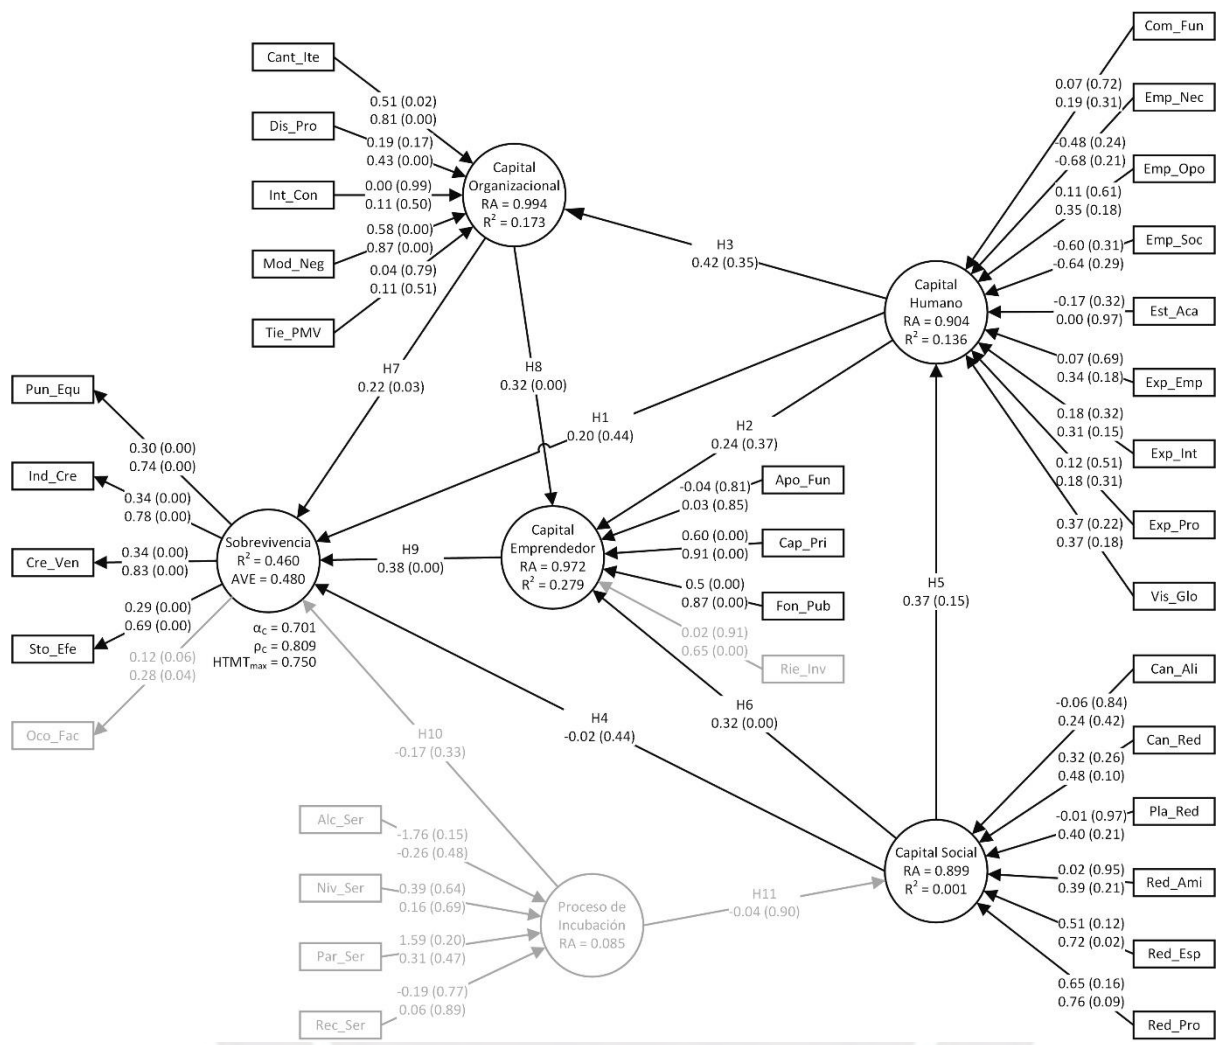 Cant_Ite
0.51 (0.02)
0.81 (0.00)
Dis_Pro
0.19 (0.17)
0.43 (0.00)
Int_Con
0.00 (0.99)
0.11 (0.50)
Mod_Neg
0.58 (0.00)
0.87 (0.00)
Tie_PMV
0.04 (0.79)
0.11 (0.51)
Capital
Organizacional
RA = 0.994
R² = 0.173
H3
0.42 (0.35)
Capital
Humano
RA = 0.904
R² = 0.136
Com_Fun
0.07 (0.72)
0.19 (0.31)
Emp_Nec
-0.48 (0.24)
-0.68 (0.21)
Emp_Opo
0.11 (0.61)
0.35 (0.18)
Emp_Soc
-0.60 (0.31)
-0.64 (0.29)
Est_Aca
-0.17 (0.32)
0.00 (0.97)
Exp_Emp
0.07 (0.69)
0.34 (0.18)
Exp_Int
0.18 (0.32)
0.31 (0.15)
Exp_Pro
0.12 (0.51)
0.18 (0.31)
Vis_Glo
0.37 (0.22)
0.37 (0.18)
H7
0.22 (0.03)
H8
0.32 (0.00)
H1
0.20 (0.44)
H2
0.24 (0.37)
Pun_Equ
0.30 (0.00)
0.74 (0.00)
Ind_Cre
0.34 (0.00)
0.78 (0.00)
Cre_Ven
0.34 (0.00)
0.83 (0.00)
Sto_Efe
0.29 (0.00)
0.69 (0.00)
Oco_Fac
0.12 (0.06)
0.28 (0.04)
Sobrevivencia
R² = 0.460
AVE = 0.480
α_C = 0.701
ρ_C = 0.809
HTMT_max = 0.750
H9
0.38 (0.00)
Capital
Emprendedor
RA = 0.972
R² = 0.279
Apo_Fun
-0.04 (0.81)
0.03 (0.85)
Cap_Pri
0.60 (0.00)
0.91 (0.00)
Fon_Pub
0.5 (0.00)
0.87 (0.00)
Rie_Inv
0.02 (0.91)
0.65 (0.00)
H5
0.37 (0.15)
H6
0.32 (0.00)
H4
-0.02 (0.44)
H10
-0.17 (0.33)
Alc_Ser
-1.76 (0.15)
-0.26 (0.48)
Niv_Ser
0.39 (0.64)
0.16 (0.69)
Par_Ser
1.59 (0.20)
0.31 (0.47)
Rec_Ser
-0.19 (0.77)
0.06 (0.89)
Proceso de
Incubación
RA = 0.085
H11
-0.04 (0.90)
Capital Social
RA = 0.899
R² = 0.001
Can_Ali
-0.06 (0.84)
0.24 (0.42)
Can_Red
0.32 (0.26)
0.48 (0.10)
Pla_Red
-0.01 (0.97)
0.40 (0.21)
Red_Ami
0.02 (0.95)
0.39 (0.21)
Red_Esp
0.51 (0.12)
0.72 (0.02)
Red_Pro
0.65 (0.16)
0.76 (0.09)